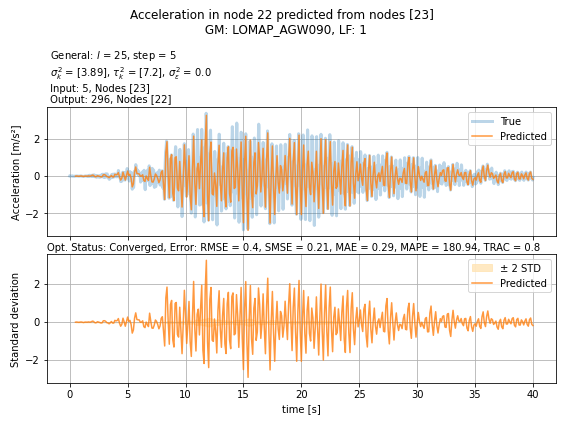 Acceleration in node 22 predicted from nodes [23]
GM: LOMAP_AGW090, LF: 1
General: l = 25, step = 5
σ²ₖ = [3.89], τ²ₖ = [7.2], σ²ε = 0.0
Input: 5, Nodes [23]
Output: 296, Nodes [22]
Acceleration [m/s²]
2
0
−2
True
Predicted
Opt. Status: Converged, Error: RMSE = 0.4, SMSE = 0.21, MAE = 0.29, MAPE = 180.94, TRAC = 0.8
Standard deviation
2
0
−2
± 2 STD
Predicted
0 5 10 15 20 25 30 35 40
time [s]